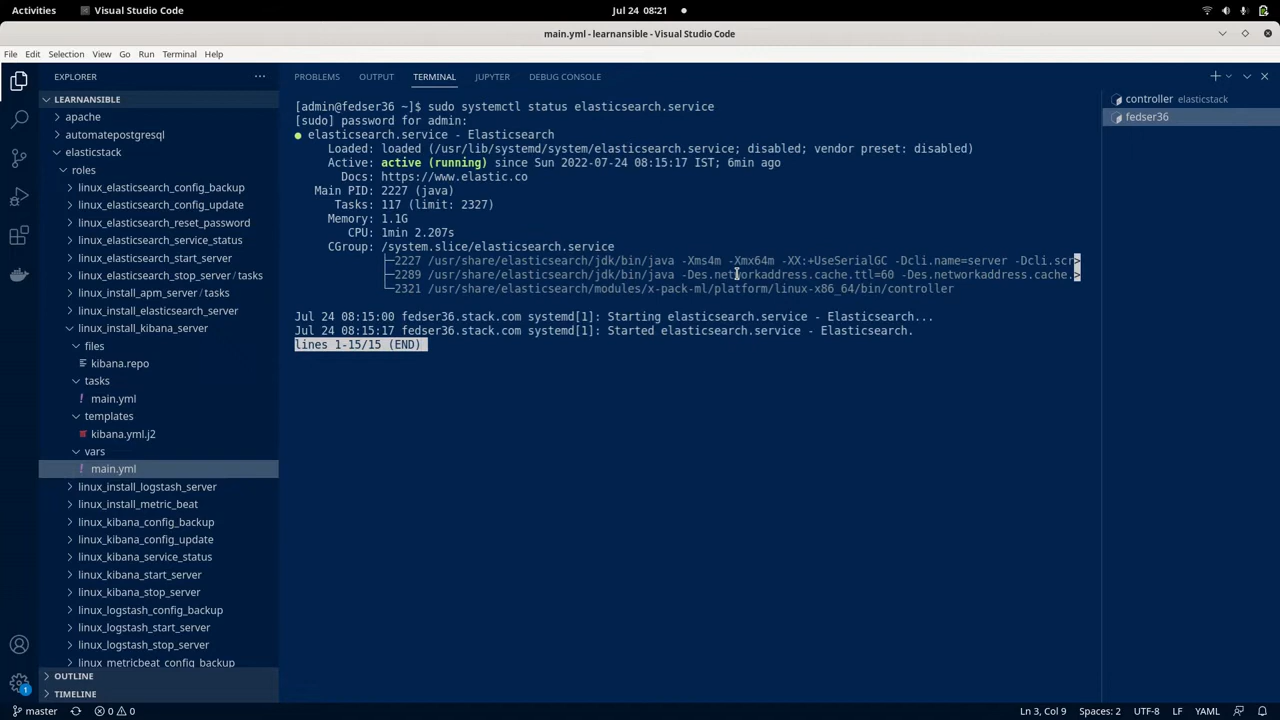 Activities
Visual Studio Code
Jul 24 08:21
main.yml - learnansible - Visual Studio Code
File Edit Selection View Go Run Terminal Help
EXPLORER
LEARNANSIBLE
apache
automatepostgresql
elasticstack
roles
linux_elasticsearch_config_backup
linux_elasticsearch_config_update
linux_elasticsearch_reset_password
linux_elasticsearch_service_status
linux_elasticsearch_start_server
linux_elasticsearch_stop_server / tasks
linux_install_apm_server / tasks
linux_install_elasticsearch_server
linux_install_kibana_server
files
kibana.repo
tasks
main.yml
templates
kibana.yml.j2
vars
main.yml
linux_install_logstash_server
linux_install_metric_beat
linux_kibana_config_backup
linux_kibana_config_update
linux_kibana_service_status
linux_kibana_start_server
linux_kibana_stop_server
linux_logstash_config_backup
linux_logstash_start_server
linux_logstash_stop_server
linux_metricbeat_config_backup
OUTLINE
TIMELINE
PROBLEMS OUTPUT TERMINAL JUPYTER DEBUG CONSOLE
[admin@fedser36 ~]$ sudo systemctl status elasticsearch.service
[sudo] password for admin:
● elasticsearch.service - Elasticsearch
Loaded: loaded (/usr/lib/systemd/system/elasticsearch.service; disabled; vendor preset: disabled)
Active: active (running) since Sun 2022-07-24 08:15:17 IST; 6min ago
Docs: https://www.elastic.co
Main PID: 2227 (java)
Tasks: 117 (limit: 2327)
Memory: 1.1G
CPU: 1min 2.207s
CGroup: /system.slice/elasticsearch.service
├─2227 /usr/share/elasticsearch/jdk/bin/java -Xms4m -Xmx64m -XX:+UseSerialGC -Dcli.name=server -Dcli.scr>
├─2289 /usr/share/elasticsearch/jdk/bin/java -Des.networkaddress.cache.ttl=60 -Des.networkaddress.cache.>
└─2321 /usr/share/elasticsearch/modules/x-pack-ml/platform/linux-x86_64/bin/controller
Jul 24 08:15:00 fedser36.stack.com systemd[1]: Starting elasticsearch.service - Elasticsearch...
Jul 24 08:15:17 fedser36.stack.com systemd[1]: Started elasticsearch.service - Elasticsearch.
lines 1-15/15 (END)
controller elasticstack
fedser36
1
master
0 0
Ln 3, Col 9
Spaces: 2
UTF-8
LF
YAML